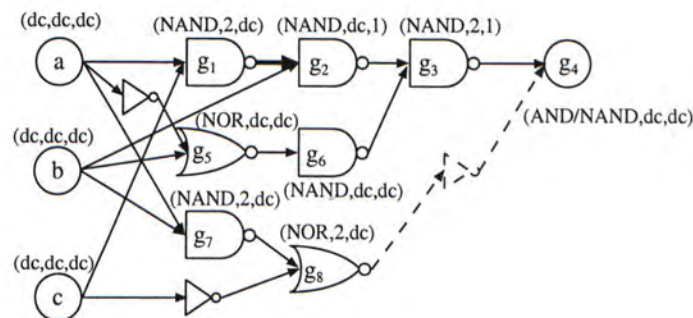 (dc,dc,dc) (NAND,2,dc) (NAND,dc,1) (NAND,2,1)
a g1 g2 g3 g4
(NOR,dc,dc) (AND/NAND,dc,dc)
(dc,dc,dc)
b g5 g6
(NAND,2,dc) (NAND,dc,dc)
g7 (NOR,2,dc)
(dc,dc,dc) g8
c